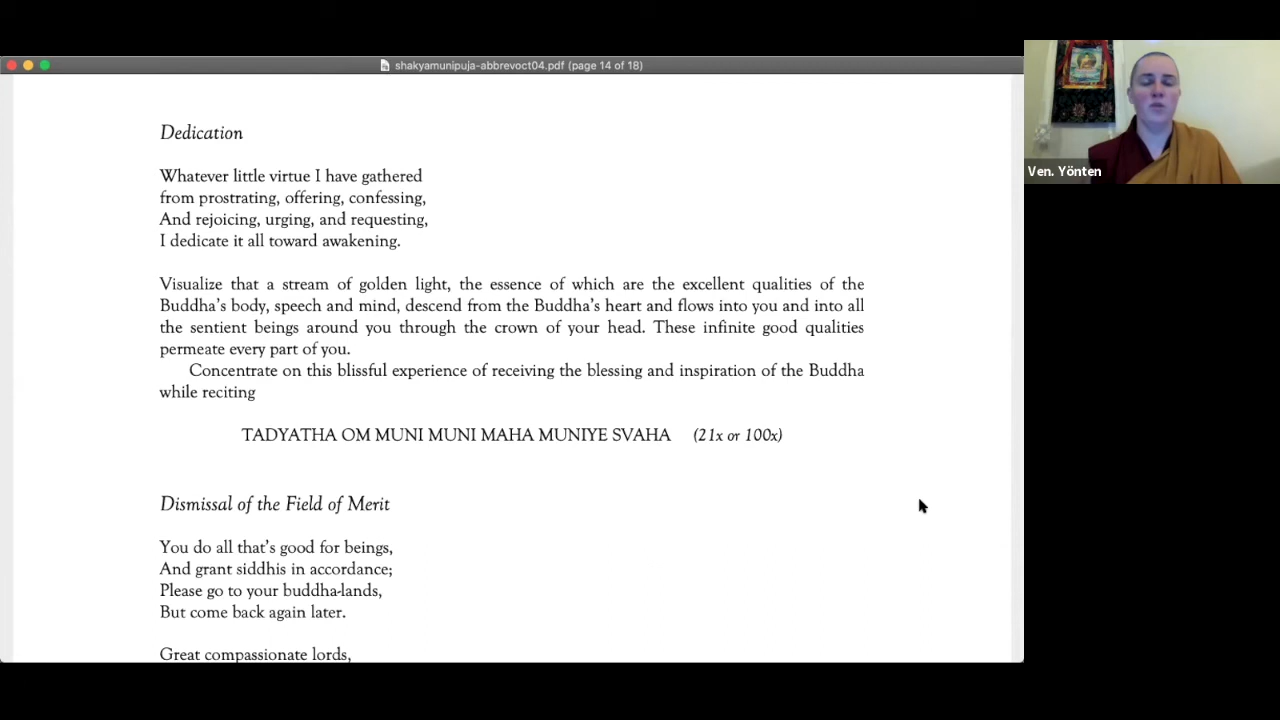 shakyamunipuja-abbrevoct04.pdf (page 14 of 18)
Dedication
Whatever little virtue I have gathered
from prostrating, offering, confessing,
And rejoicing, urging, and requesting,
I dedicate it all toward awakening.
Visualize that a stream of golden light, the essence of which are the excellent qualities of the
Buddha's body, speech and mind, descend from the Buddha's heart and flows into you and into all
the sentient beings around you through the crown of your head. These infinite good qualities
permeate every part of you.
Concentrate on this blissful experience of receiving the blessing and inspiration of the Buddha
while reciting
TADYATHA OM MUNI MUNI MAHA MUNIYE SVAHA (21x or 100x)
Dismissal of the Field of Merit
You do all that's good for beings,
And grant siddhis in accordance;
Please go to your buddha-lands,
But come back again later.
Great compassionate lords,
Ven. Yönten